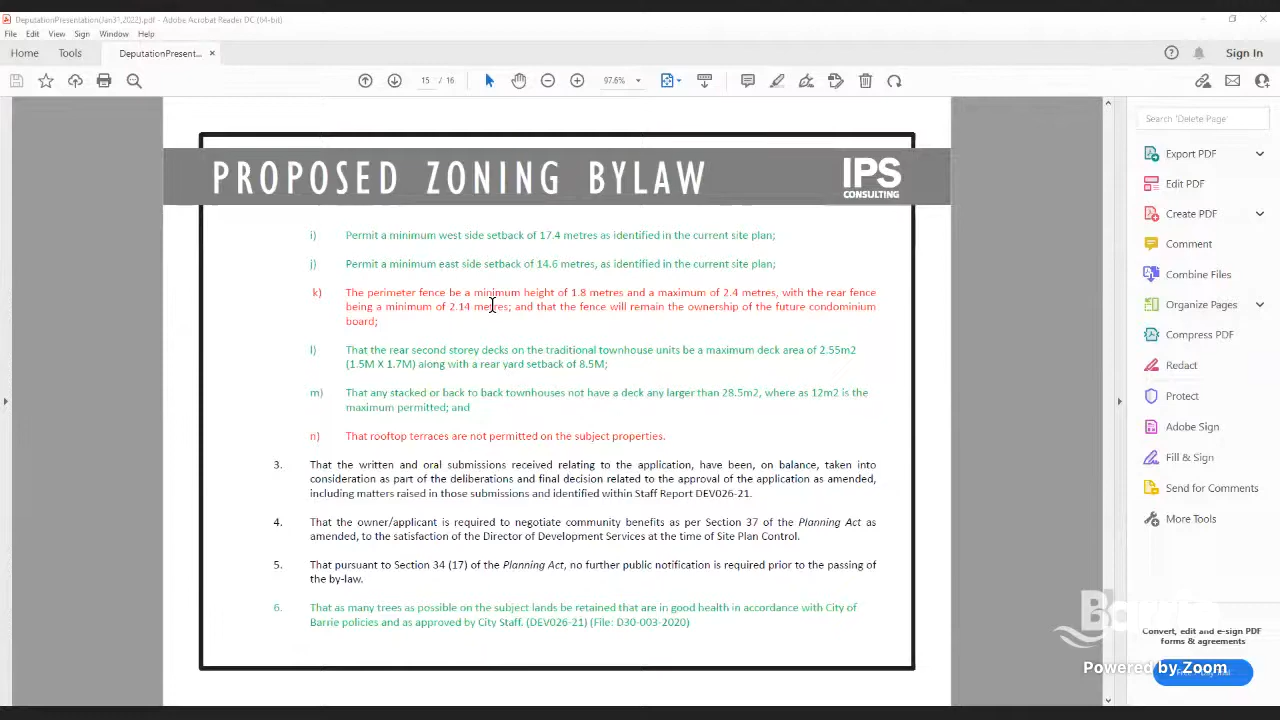 DeputationPresentation(Jan31,2022).pdf - Adobe Acrobat Reader DC (64-bit)
File Edit View Sign Window Help
Home Tools DeputationPresent... × Sign In
15 / 16 97.6%
Search 'Delete Page'
Export PDF
Edit PDF
Create PDF
Comment
Combine Files
Organize Pages
Compress PDF
Redact
Protect
Adobe Sign
Fill & Sign
Send for Comments
More Tools
PROPOSED ZONING BYLAW
IPS
CONSULTING
i) Permit a minimum west side setback of 17.4 metres as identified in the current site plan;
j) Permit a minimum east side setback of 14.6 metres, as identified in the current site plan;
k) The perimeter fence be a minimum height of 1.8 metres and a maximum of 2.4 metres, with the rear fence
being a minimum of 2.14 metres; and that the fence will remain the ownership of the future condominium
board;
l) That the rear second storey decks on the traditional townhouse units be a maximum deck area of 2.55m2
(1.5M X 1.7M) along with a rear yard setback of 8.5M;
m) That any stacked or back to back townhouses not have a deck any larger than 28.5m2, where as 12m2 is the
maximum permitted; and
n) That rooftop terraces are not permitted on the subject properties.
3. That the written and oral submissions received relating to the application, have been, on balance, taken into
consideration as part of the deliberations and final decision related to the approval of the application as amended,
including matters raised in those submissions and identified within Staff Report DEV026-21.
4. That the owner/applicant is required to negotiate community benefits as per Section 37 of the Planning Act as
amended, to the satisfaction of the Director of Development Services at the time of Site Plan Control.
5. That pursuant to Section 34 (17) of the Planning Act, no further public notification is required prior to the passing of
the by-law.
6. That as many trees as possible on the subject lands be retained that are in good health in accordance with City of
Barrie policies and as approved by City Staff. (DEV026-21) (File: D30-003-2020)
Convert, edit and e-sign PDF
forms & agreements
Powered by Zoom